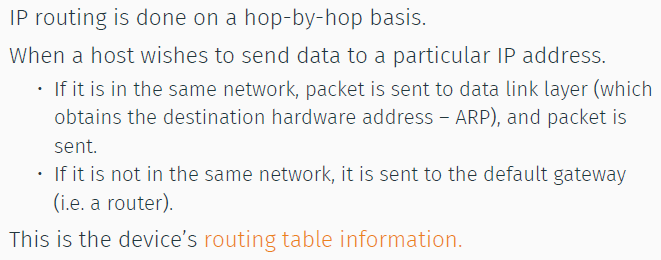 IP routing is done on a hop-by-hop basis.
When a host wishes to send data to a particular IP address.
• If it is in the same network, packet is sent to data link layer (which
obtains the destination hardware address – ARP), and packet is
sent.
• If it is not in the same network, it is sent to the default gateway
(i.e. a router).
This is the device’s routing table information.